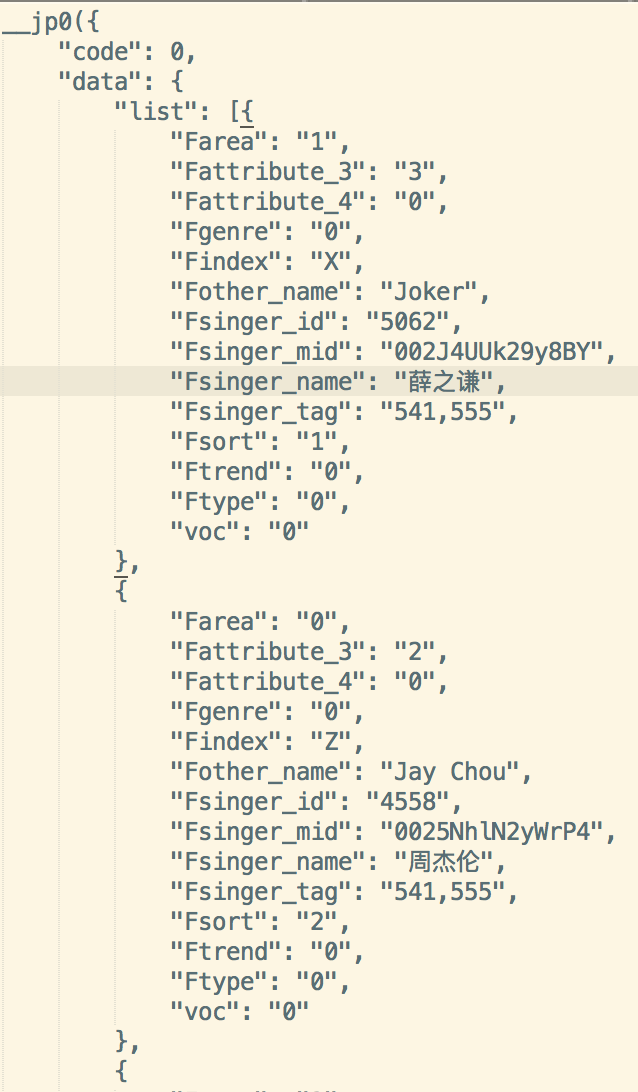 __jp0({
    "code": 0,
    "data": {
        "list": [{
            "Farea": "1",
            "Fattribute_3": "3",
            "Fattribute_4": "0",
            "Fgenre": "0",
            "Findex": "X",
            "Fother_name": "Joker",
            "Fsinger_id": "5062",
            "Fsinger_mid": "002J4UUk29y8BY",
            "Fsinger_name": "薛之谦",
            "Fsinger_tag": "541,555",
            "Fsort": "1",
            "Ftrend": "0",
            "Ftype": "0",
            "voc": "0"
        },
        {
            "Farea": "0",
            "Fattribute_3": "2",
            "Fattribute_4": "0",
            "Fgenre": "0",
            "Findex": "Z",
            "Fother_name": "Jay Chou",
            "Fsinger_id": "4558",
            "Fsinger_mid": "0025NhlN2yWrP4",
            "Fsinger_name": "周杰伦",
            "Fsinger_tag": "541,555",
            "Fsort": "2",
            "Ftrend": "0",
            "Ftype": "0",
            "voc": "0"
        },
        {